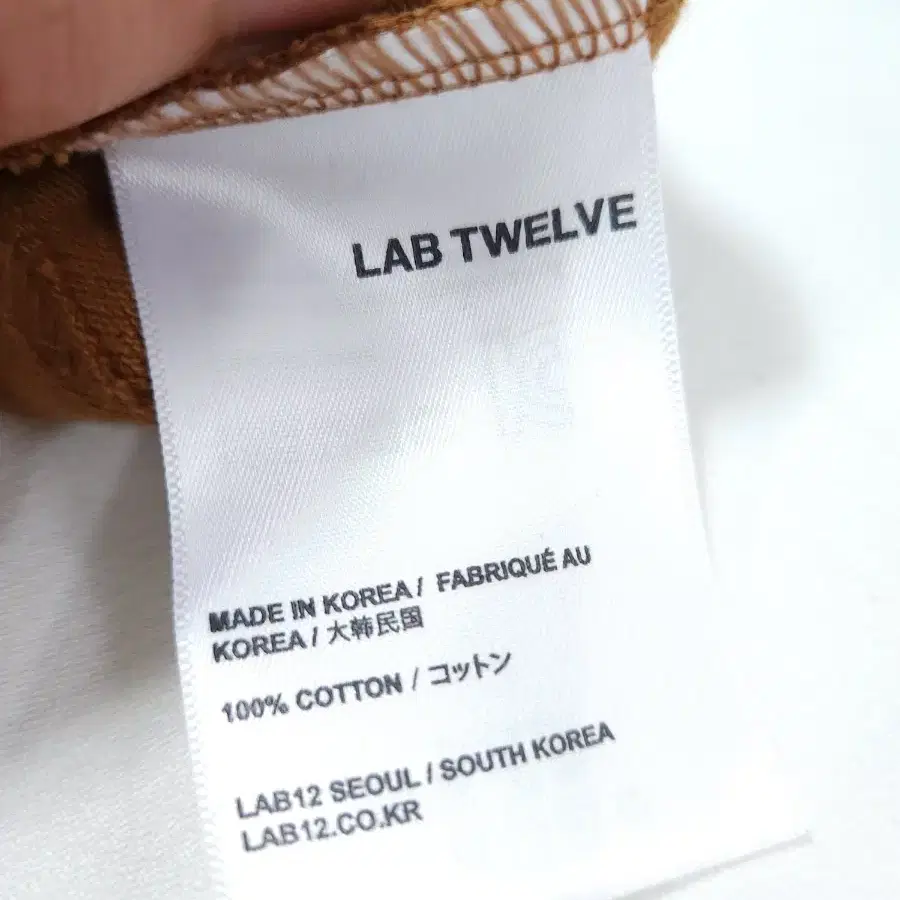 LAB TWELVE
MADE IN KOREA / FABRIQUÉ AU
KOREA / 大韩民国
100% COTTON / コットン
LAB12 SEOUL / SOUTH KOREA
LAB12.CO.KR